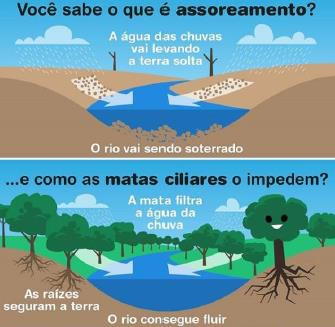 Você sabe o que é assoreamento?
A água das chuvas
vai levando
a terra solta
O rio vai sendo soterrado
...e como as matas ciliares o impedem?
A mata filtra
a água da
chuva
As raízes
seguram a terra
O rio consegue fluir